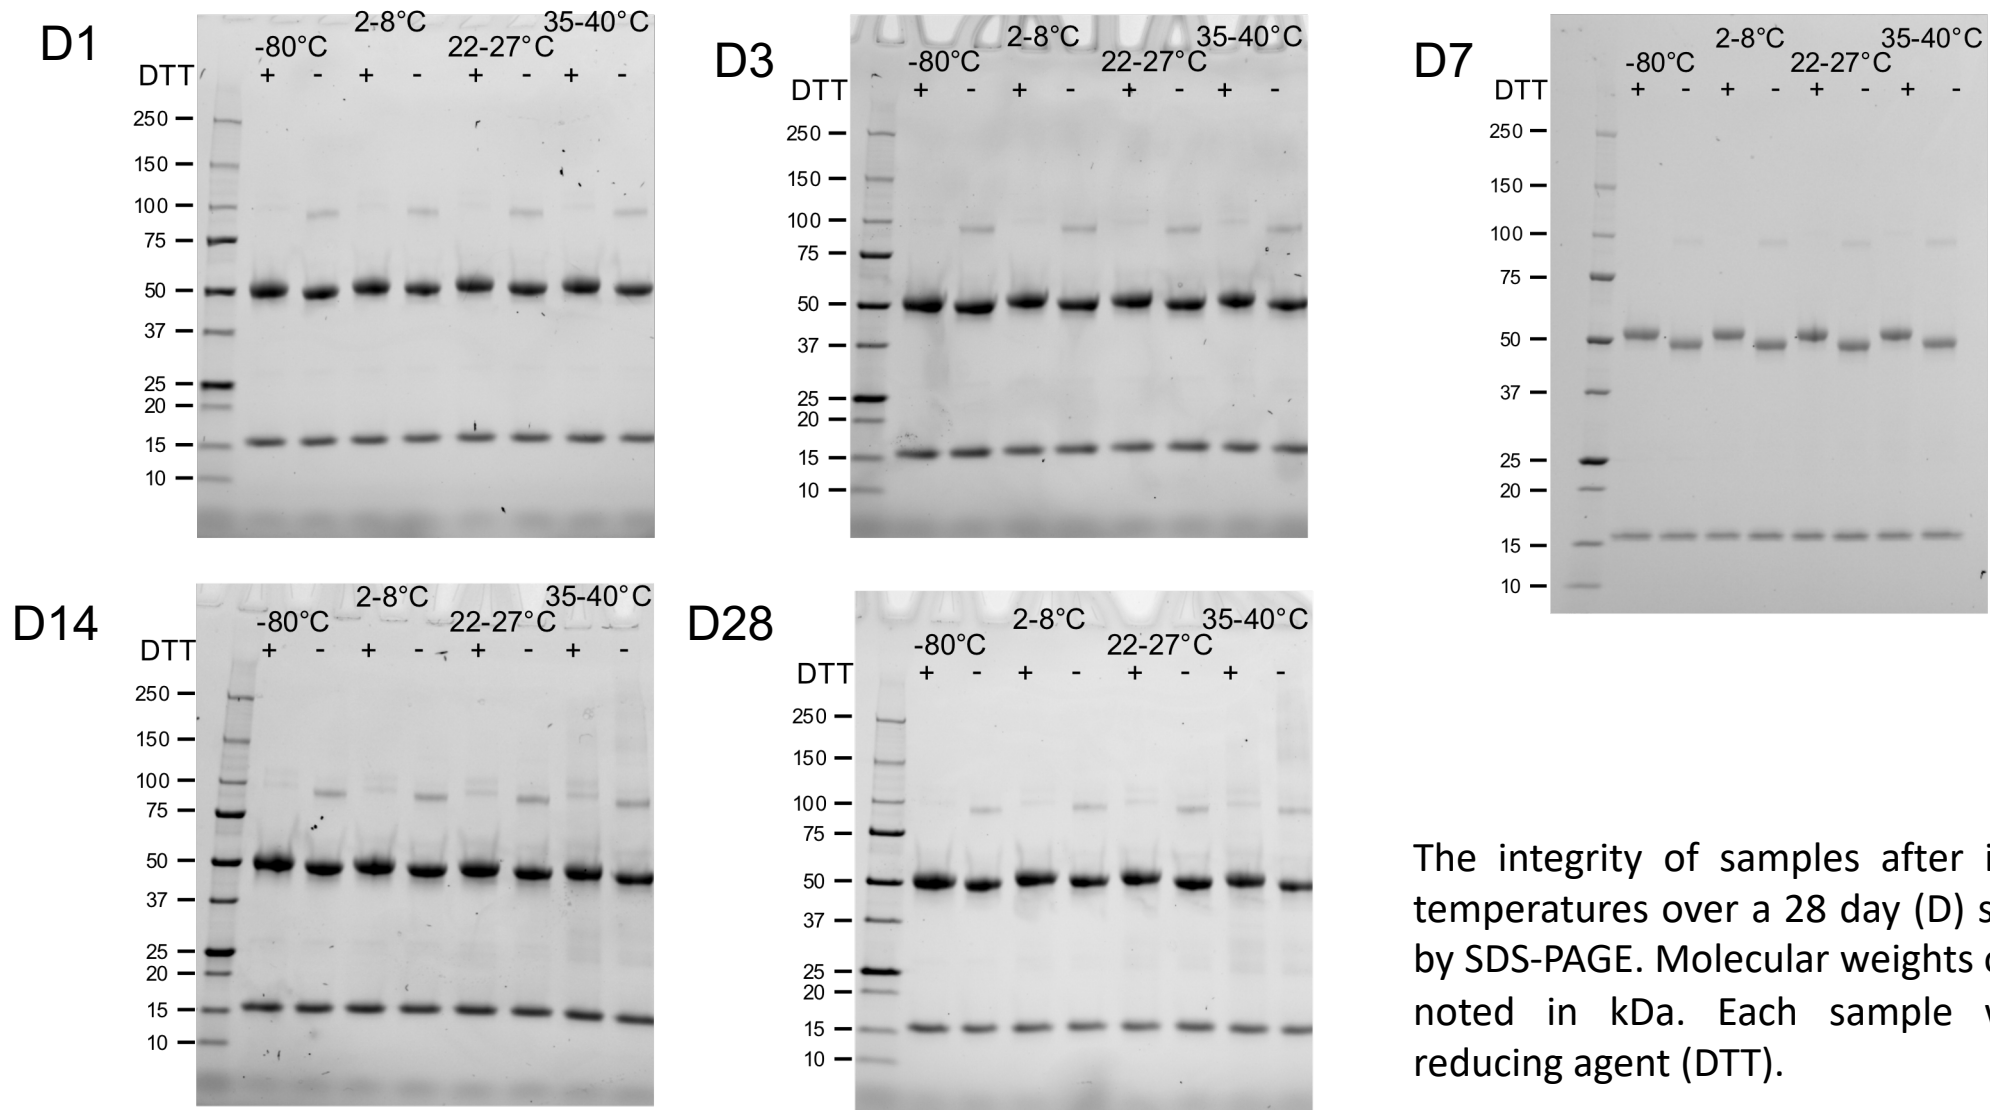 D1
-80°C 2-8°C 22-27°C 35-40°C
DTT + - + - + - + -
250
150
100
75
50
37
25
20
15
10
D3
-80°C 2-8°C 22-27°C 35-40°C
DTT + - + - + - + -
250
150
100
75
50
37
25
20
15
10
D7
-80°C 2-8°C 22-27°C 35-40°C
DTT + - + - + - + -
250
150
100
75
50
37
25
20
15
10
D14
-80°C 2-8°C 22-27°C 35-40°C
DTT + - + - + - + -
250
150
100
75
50
37
25
20
15
10
D28
-80°C 2-8°C 22-27°C 35-40°C
DTT + - + - + - + -
250
150
100
75
50
37
25
20
15
10
The integrity of samples after
temperatures over a 28 day (D)
by SDS-PAGE. Molecular weights
noted in kDa. Each sample
reducing agent (DTT).